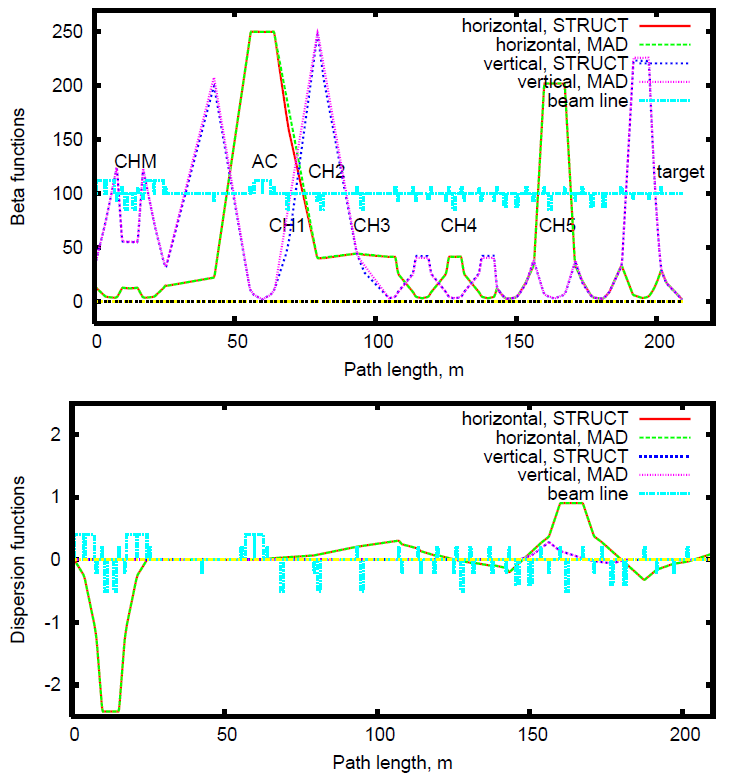 250
200
150
100
50
0
Beta functions
horizontal, STRUCT
horizontal, MAD
vertical, STRUCT
vertical, MAD
beam line
CHM
AC
CH2
target
CH1
CH3
CH4
CH5
0
50
100
150
200
Path length, m
2
1
0
-1
-2
Dispersion functions
horizontal, STRUCT
horizontal, MAD
vertical, STRUCT
vertical, MAD
beam line
0
50
100
150
200
Path length, m